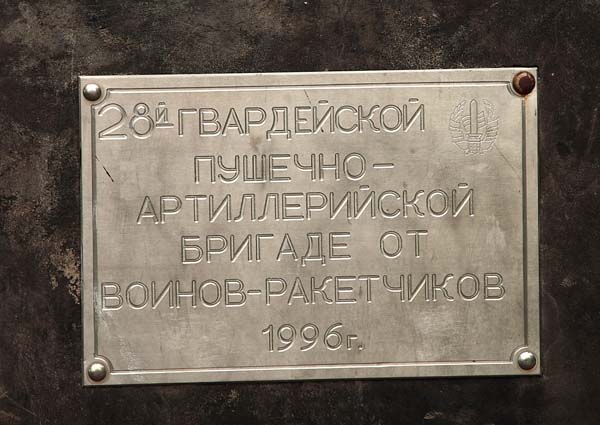 28й ГВАРДЕЙСКОЙ
ПУШЕЧНО-
АРТИЛЛЕРИЙСКОЙ
БРИГАДЕ ОТ
ВОИНОВ-РАКЕТЧИКОВ
1996г.